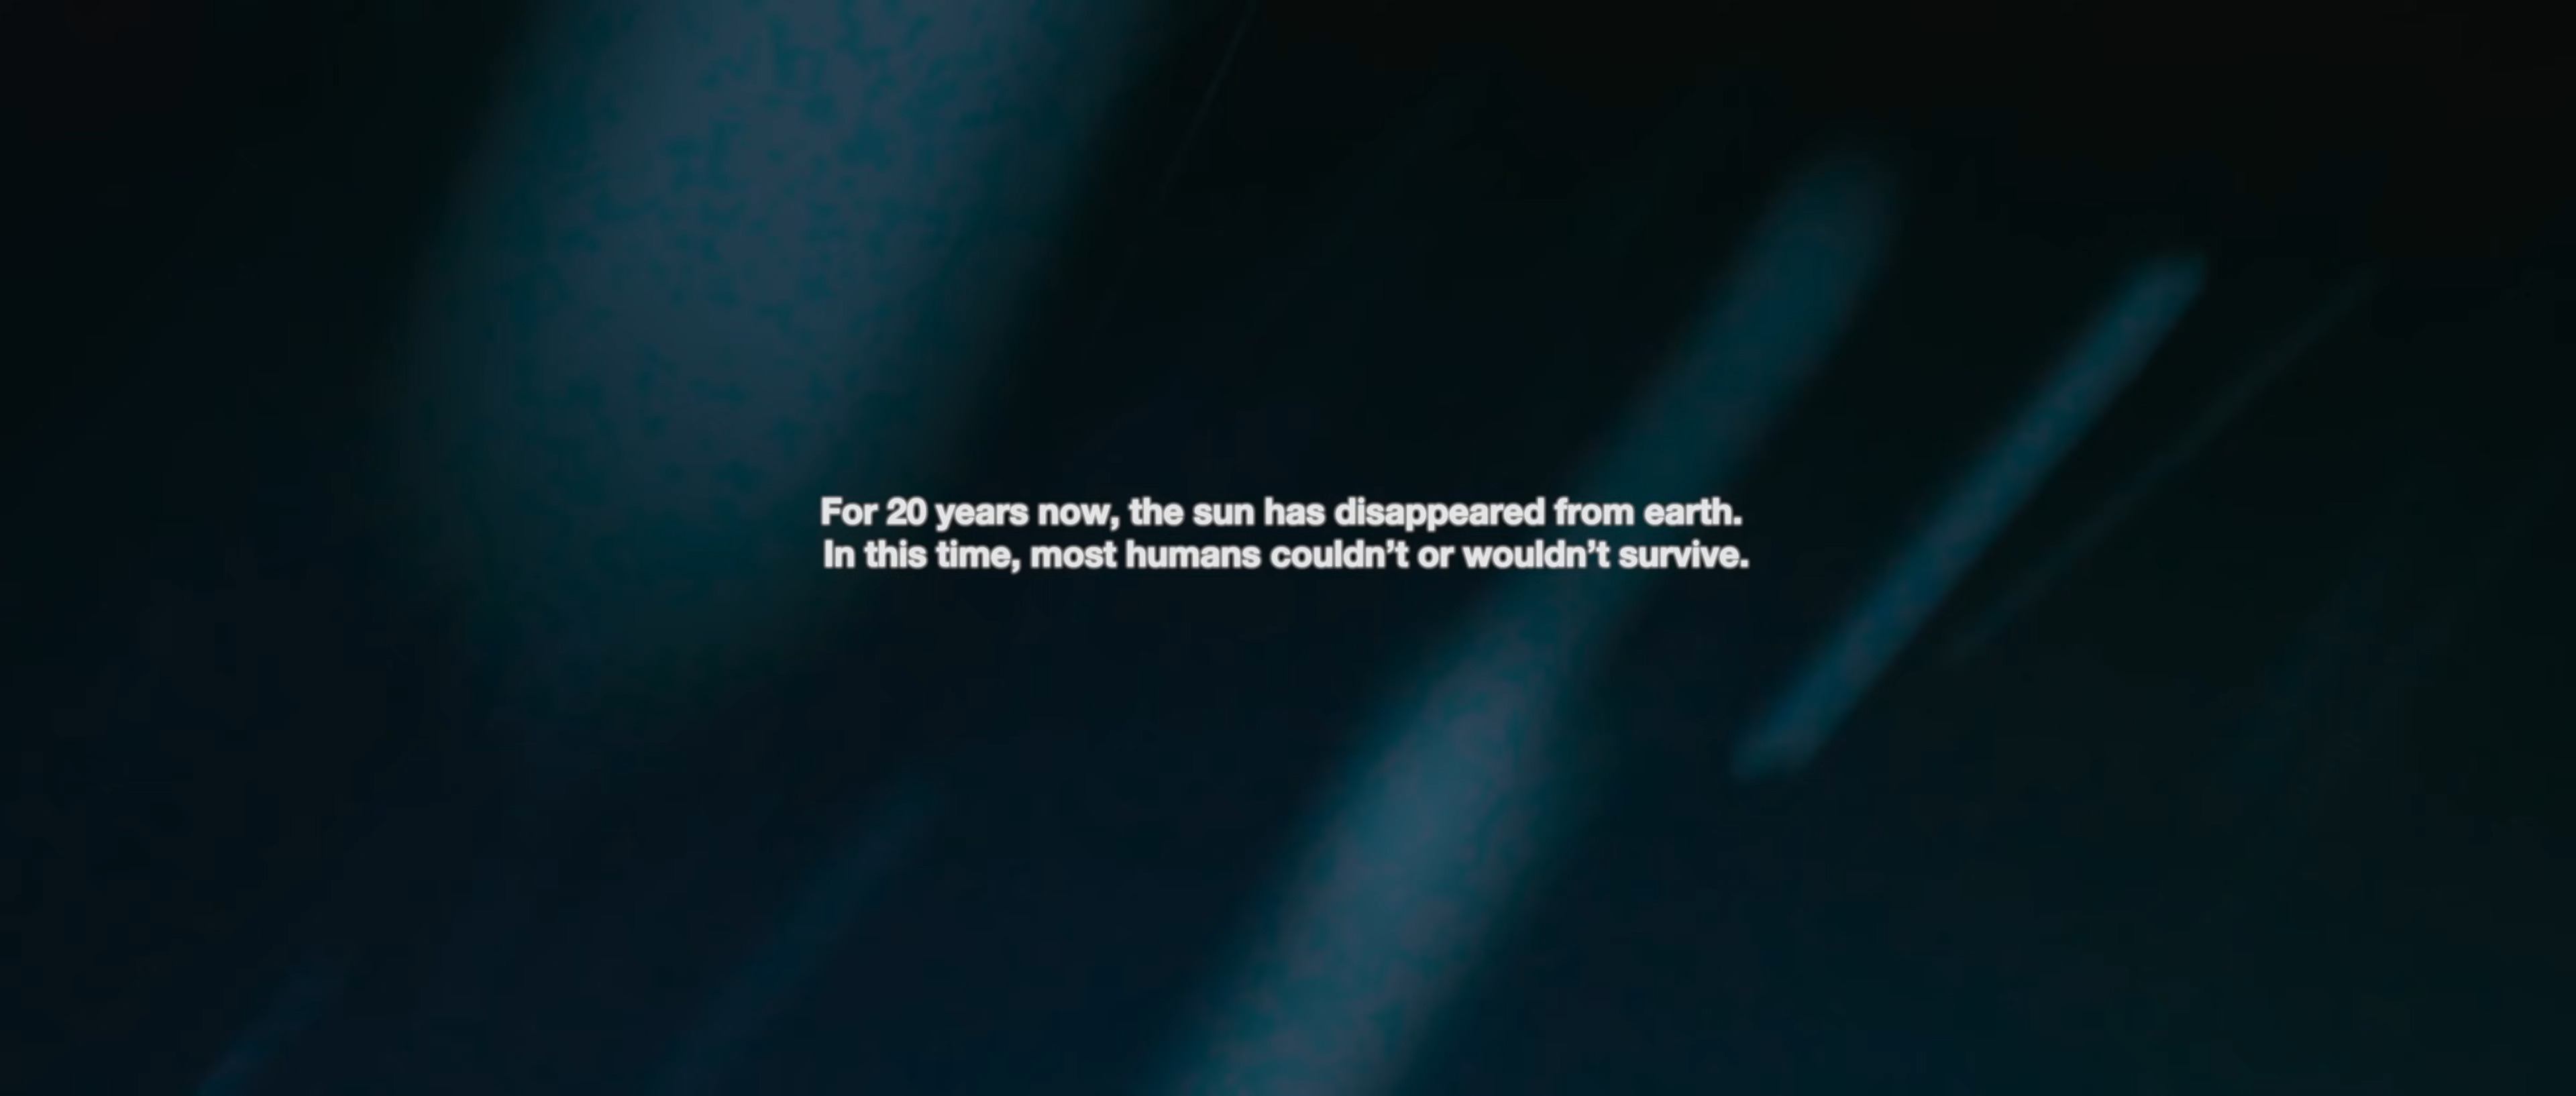 For 20 years now, the sun has disappeared from earth.
In this time, most humans couldn’t or wouldn’t survive.